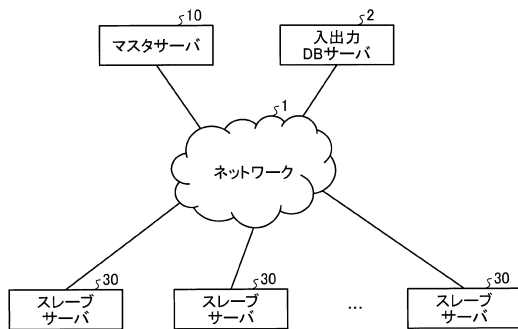 10
マスタサーバ
2
入出力
DBサーバ
1
ネットワーク
30
スレーブ
サーバ
30
スレーブ
サーバ
...
30
スレーブ
サーバ